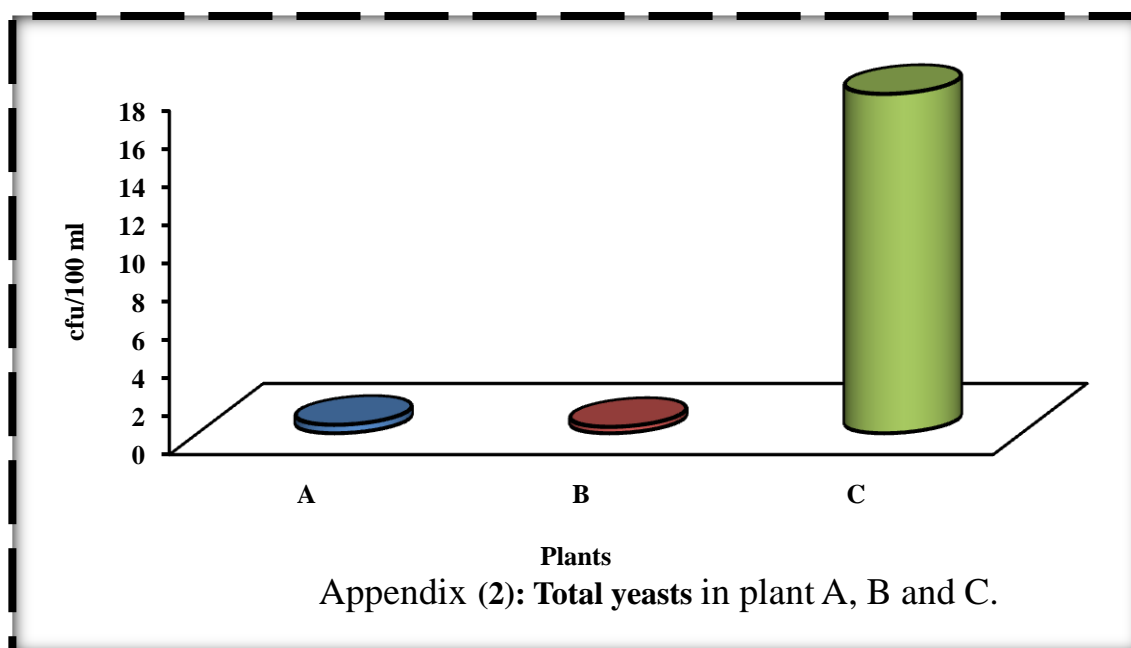 18
16
14
12
10
8
6
4
2
0
cfu/100 ml
A B C
Plants
Appendix (2): Total yeasts in plant A, B and C.